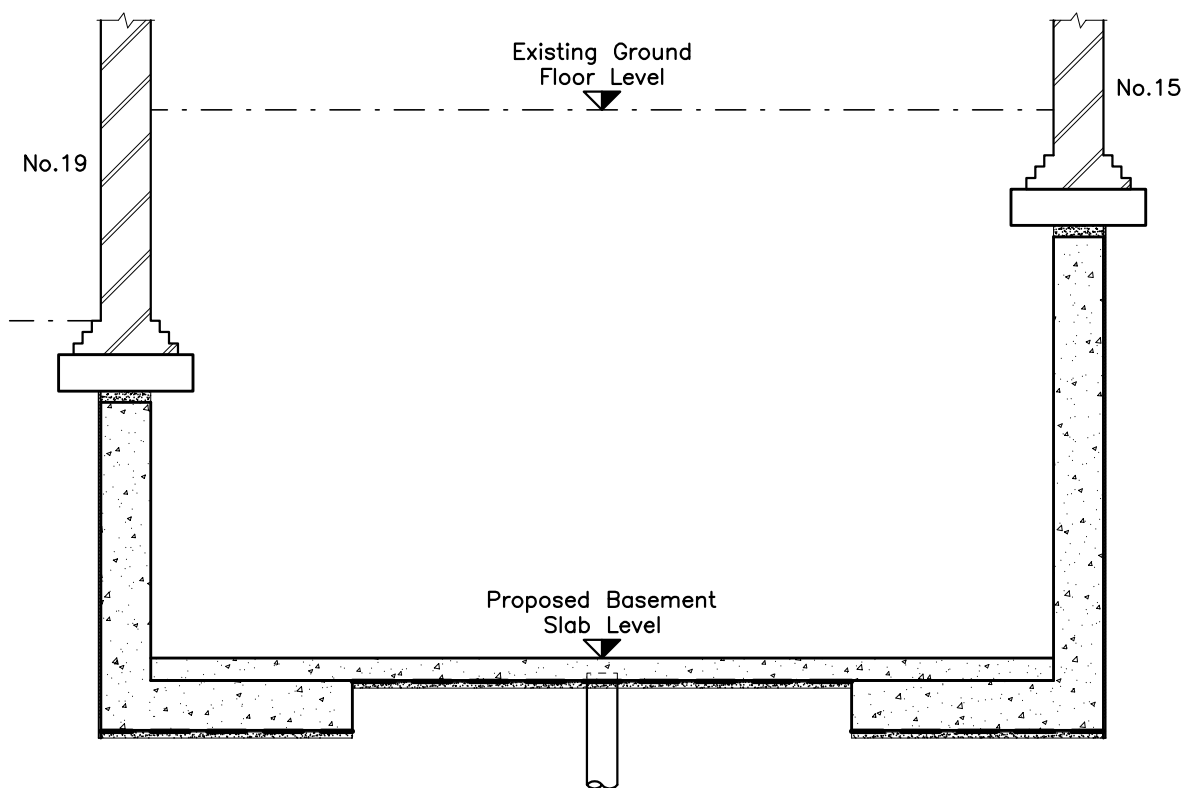 Existing Ground
Floor Level
No.15
No.19
Proposed Basement
Slab Level